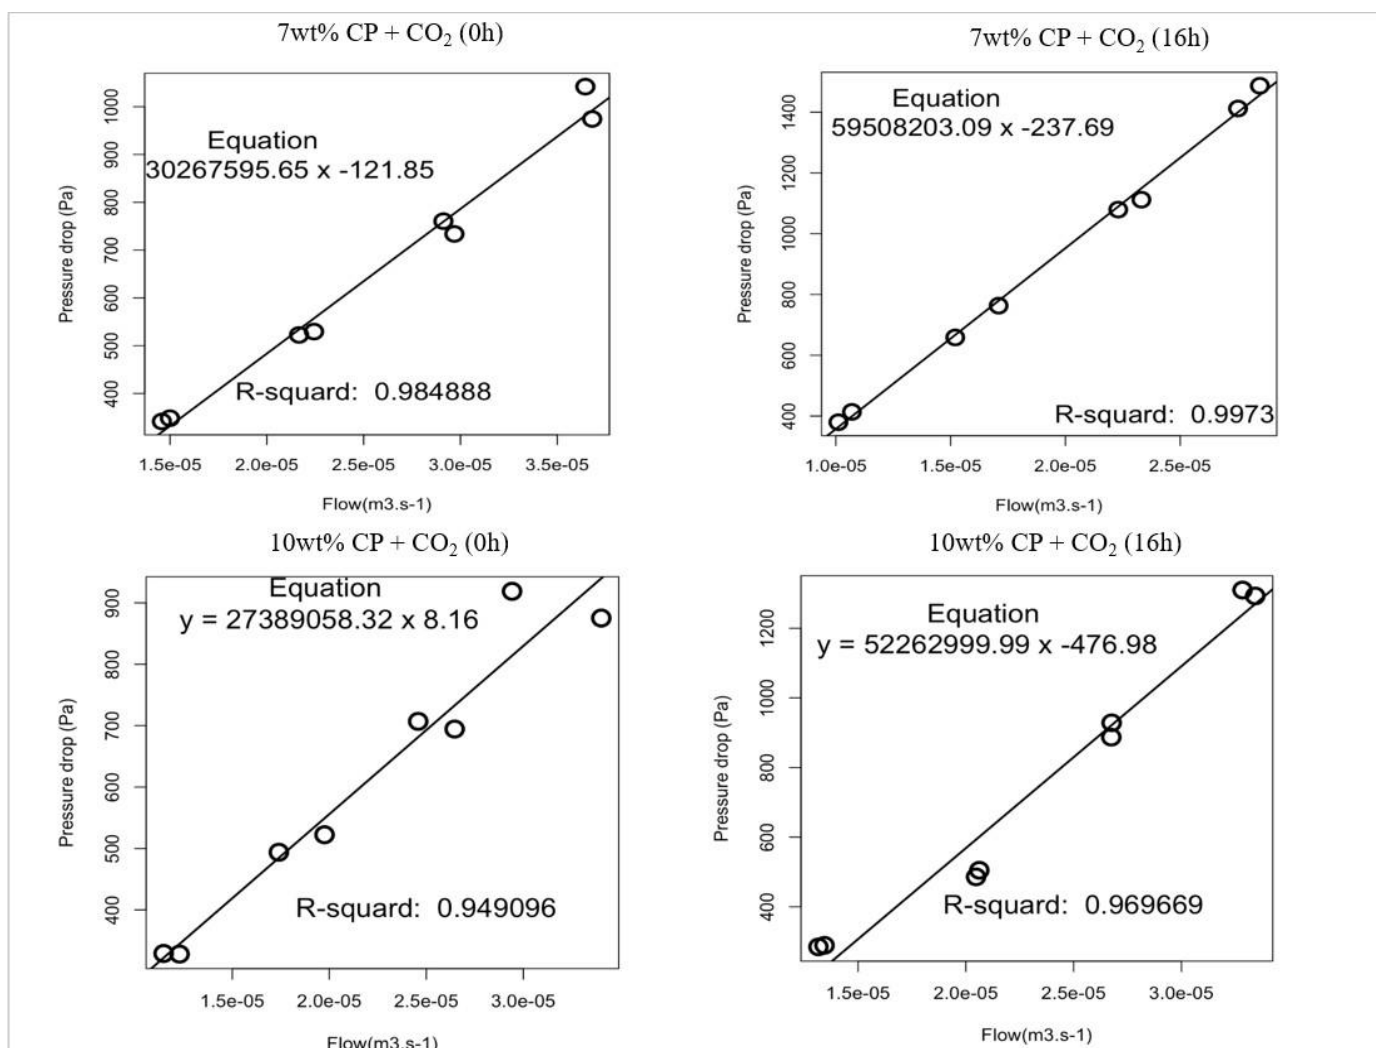 7wt% CP + CO₂ (0h)
Equation
30267595.65 x -121.85
R-squard: 0.984888
Pressure drop (Pa)
400
500
600
700
800
900
1000
1.5e-05 2.0e-05 2.5e-05 3.0e-05 3.5e-05
Flow(m3.s-1)
7wt% CP + CO₂ (16h)
Equation
59508203.09 x -237.69
R-squard: 0.9973
Pressure drop (Pa)
400
600
800
1000
1200
1400
1.0e-05 1.5e-05 2.0e-05 2.5e-05
Flow(m3.s-1)
10wt% CP + CO₂ (0h)
Equation
y = 27389058.32 x 8.16
R-squard: 0.949096
Pressure drop (Pa)
400
500
600
700
800
900
1.5e-05 2.0e-05 2.5e-05 3.0e-05
Flow(m3.s-1)
10wt% CP + CO₂ (16h)
Equation
y = 52262999.99 x -476.98
R-squard: 0.969669
Pressure drop (Pa)
400
600
800
1000
1200
1.5e-05 2.0e-05 2.5e-05 3.0e-05
Flow(m3.s-1)